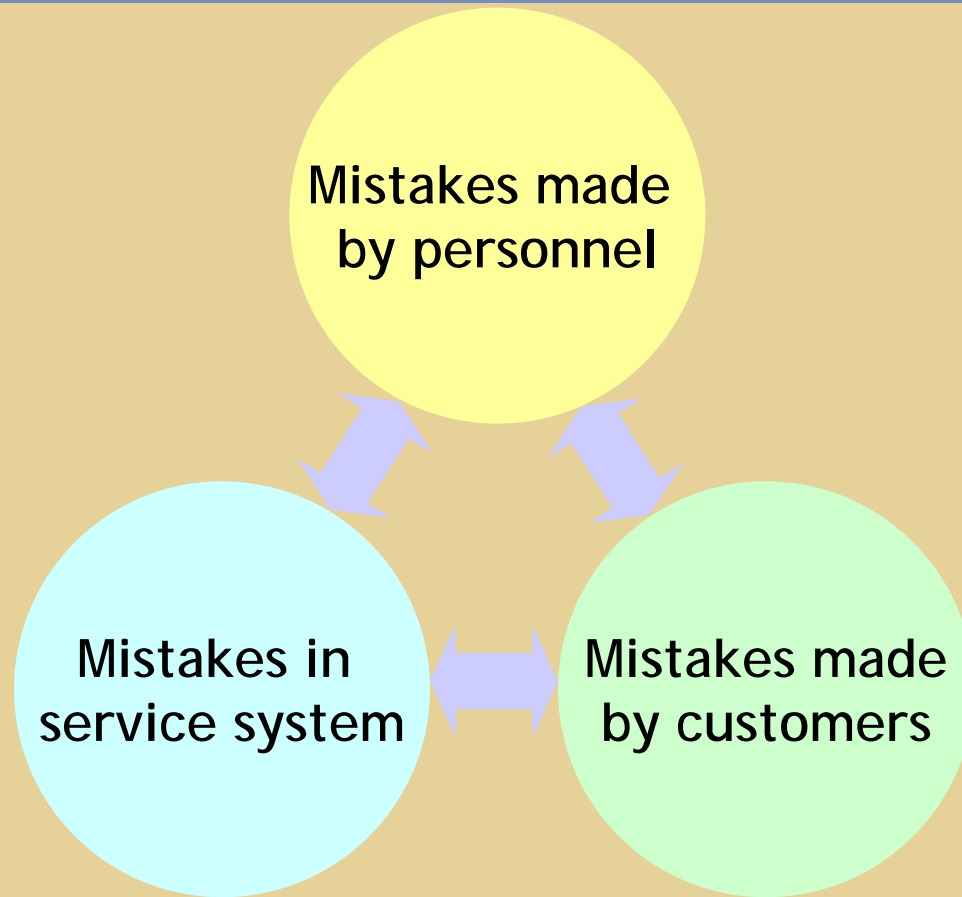 Mistakes made
by personnel
Mistakes in
service system
Mistakes made
by customers